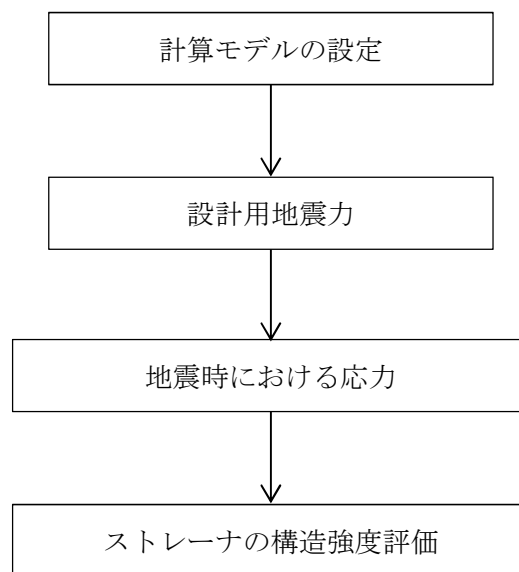 計算モデルの設定
設計用地震力
地震時における応力
ストレーナの構造強度評価